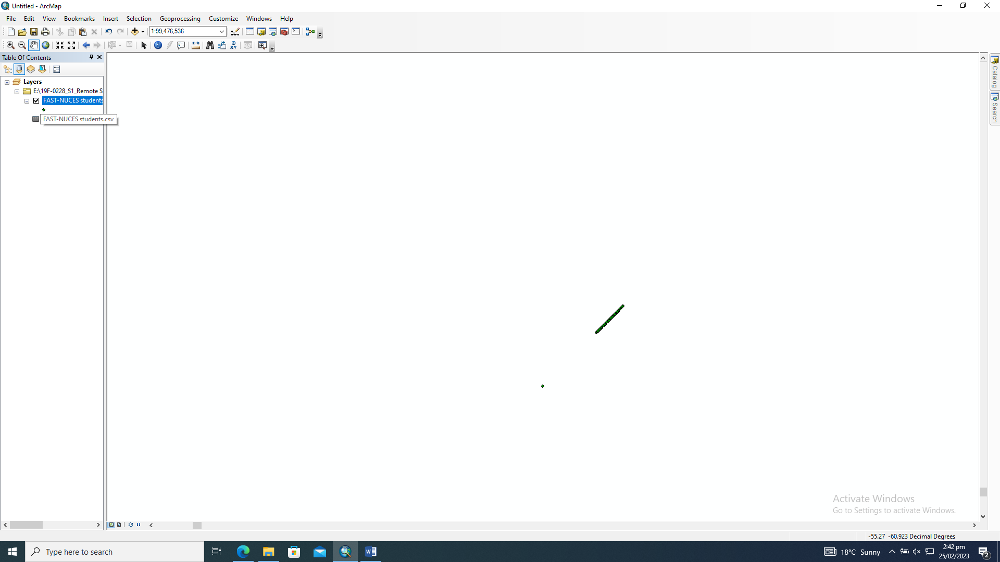 Untitled - ArcMap
File Edit View Bookmarks Insert Selection Geoprocessing Customize Windows Help
1:99,476,536
Table Of Contents
Layers
E:\19F-0228_S1_Remote S
FAST-NUCES students
FAST-NUCES students.csv
Catalog
Search
Activate Windows
Go to Settings to activate Windows.
-55.27 -60.923 Decimal Degrees
Type here to search
18°C Sunny
2:42 pm
25/02/2023
2